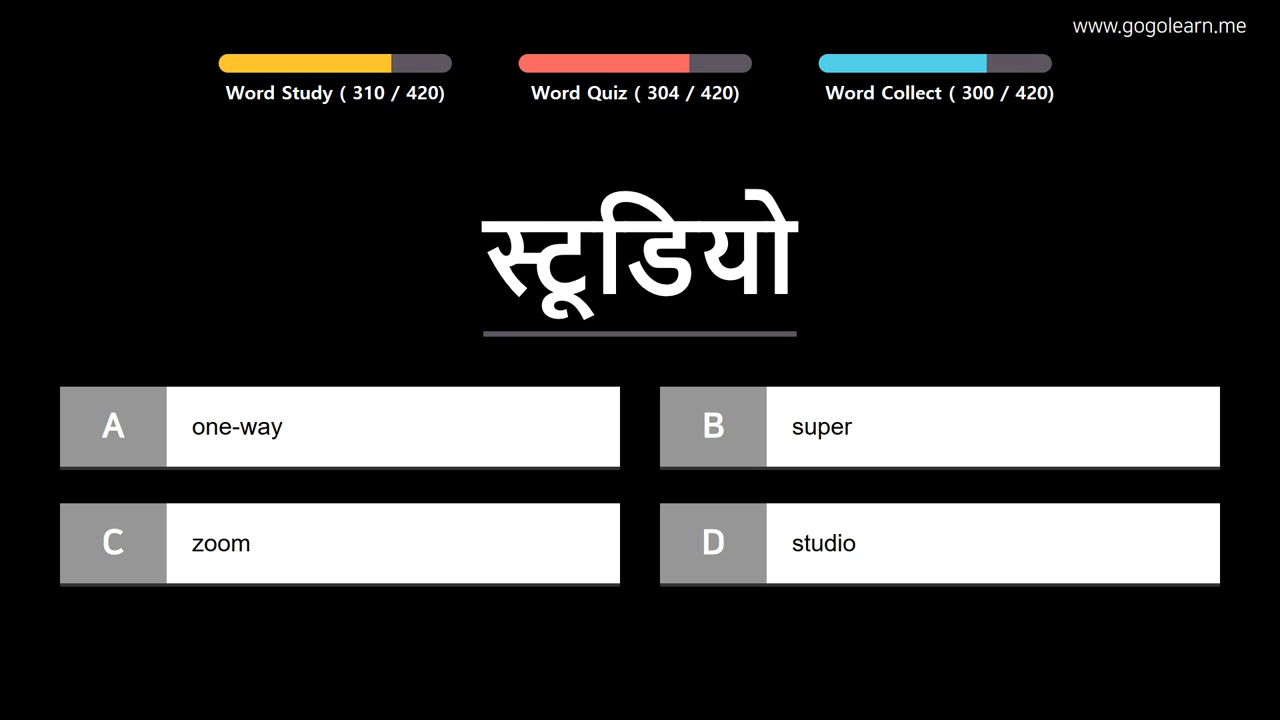 www.gogolearn.me
Word Study ( 310 / 420)
Word Quiz ( 304 / 420)
Word Collect ( 300 / 420)
स्टूडियो
A one-way
B super
C zoom
D studio